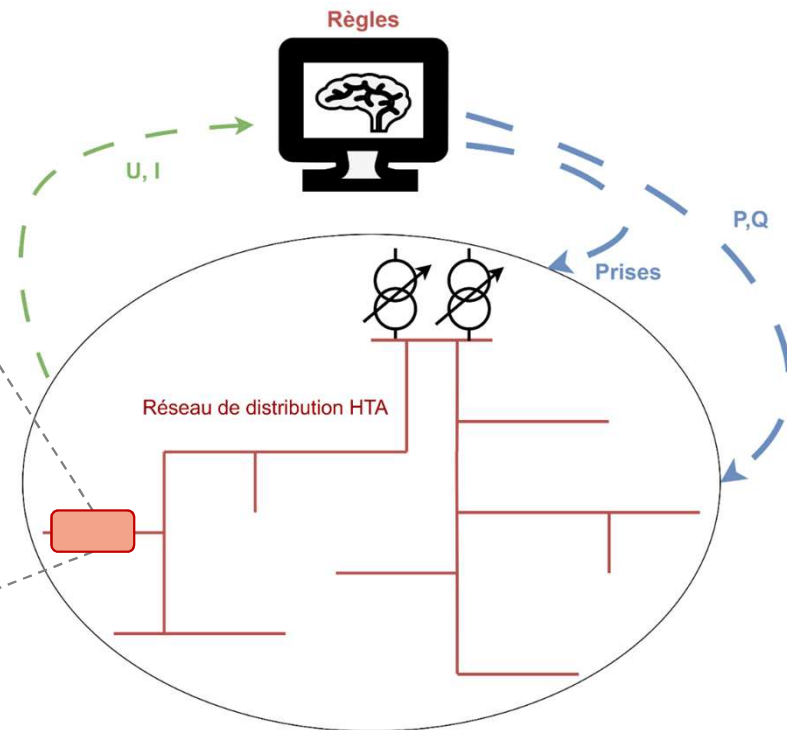 Règles
U, I
P,Q
Prises
Réseau de distribution HTA